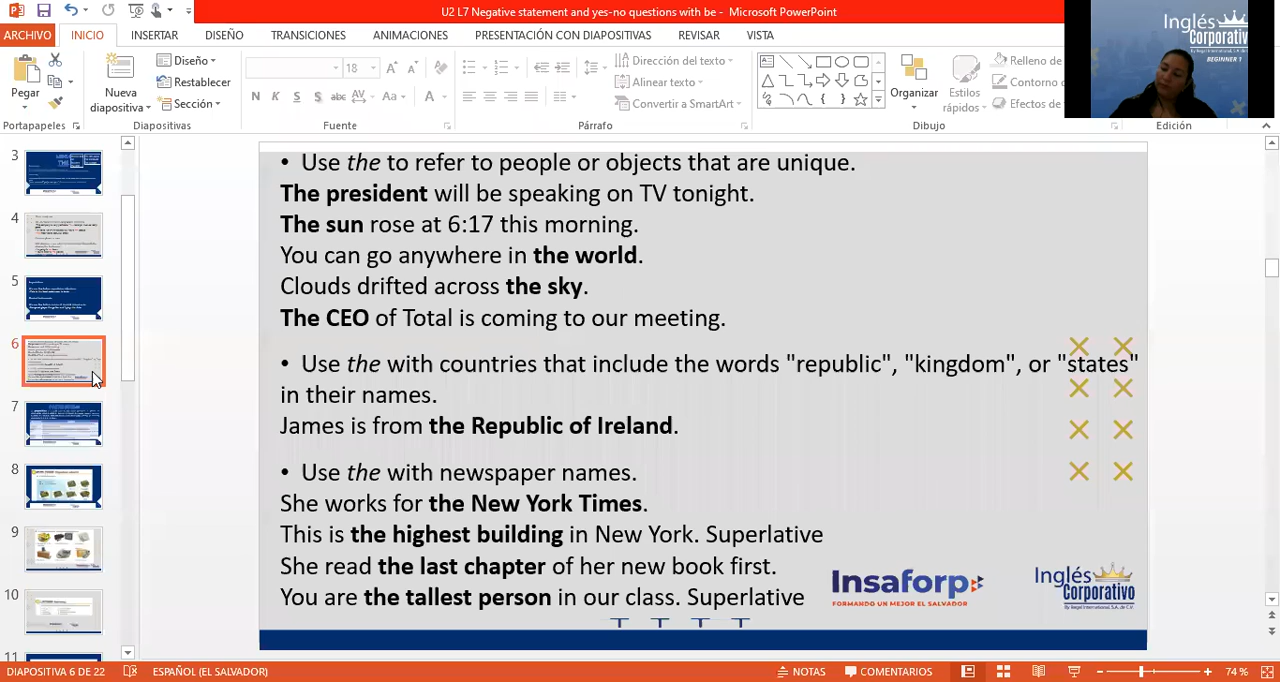 U2 L7 Negative statement and yes-no questions with be - Microsoft PowerPoint
ARCHIVO INICIO INSERTAR DISEÑO TRANSICIONES ANIMACIONES PRESENTACIÓN CON DIAPOSITIVAS REVISAR VISTA
Pegar
Portapapeles
Nueva
diapositiva
Diseño
Restablecer
Sección
Diapositivas
18
N K S S abc AV Aa A
Fuente
Párrafo
Dirección del texto
Alinear texto
Convertir a SmartArt
Organizar
Estilos
rápidos
Relleno de
Contorno
Efectos de
Dibujo
Edición
Inglés
Corporativo
BEGINNER 1
3
4
5
6
7
8
9
10
11
• Use the to refer to people or objects that are unique.
The president will be speaking on TV tonight.
The sun rose at 6:17 this morning.
You can go anywhere in the world.
Clouds drifted across the sky.
The CEO of Total is coming to our meeting.
• Use the with countries that include the words "republic", "kingdom", or "states"
in their names.
James is from the Republic of Ireland.
• Use the with newspaper names.
She works for the New York Times.
This is the highest building in New York. Superlative
She read the last chapter of her new book first.
You are the tallest person in our class. Superlative
Insaforp
FORMANDO UN MEJOR EL SALVADOR
Inglés
Corporativo
DIAPOSITIVA 6 DE 22 ESPAÑOL (EL SALVADOR) NOTAS COMENTARIOS 74 %